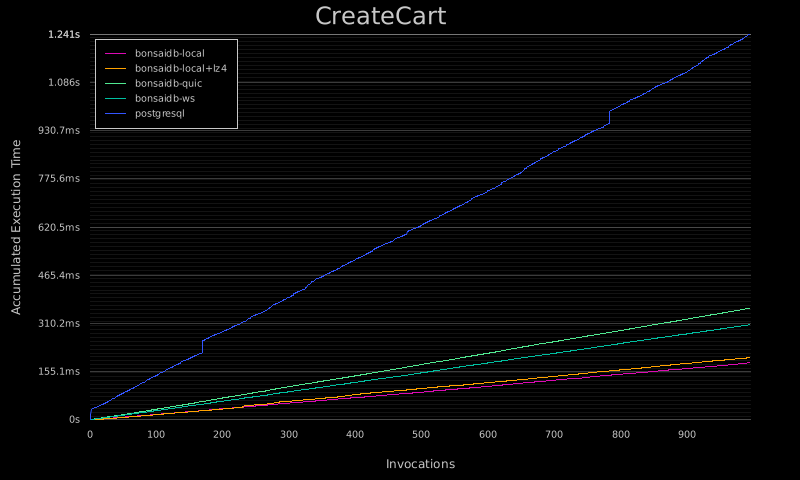 CreateCart
1.241s
bonsaidb-local
bonsaidb-local+lz4
bonsaidb-quic
bonsaidb-ws
postgresql
1.086s
930.7ms
775.6ms
620.5ms
465.4ms
310.2ms
155.1ms
0s
Accumulated Execution Time
0 100 200 300 400 500 600 700 800 900
Invocations